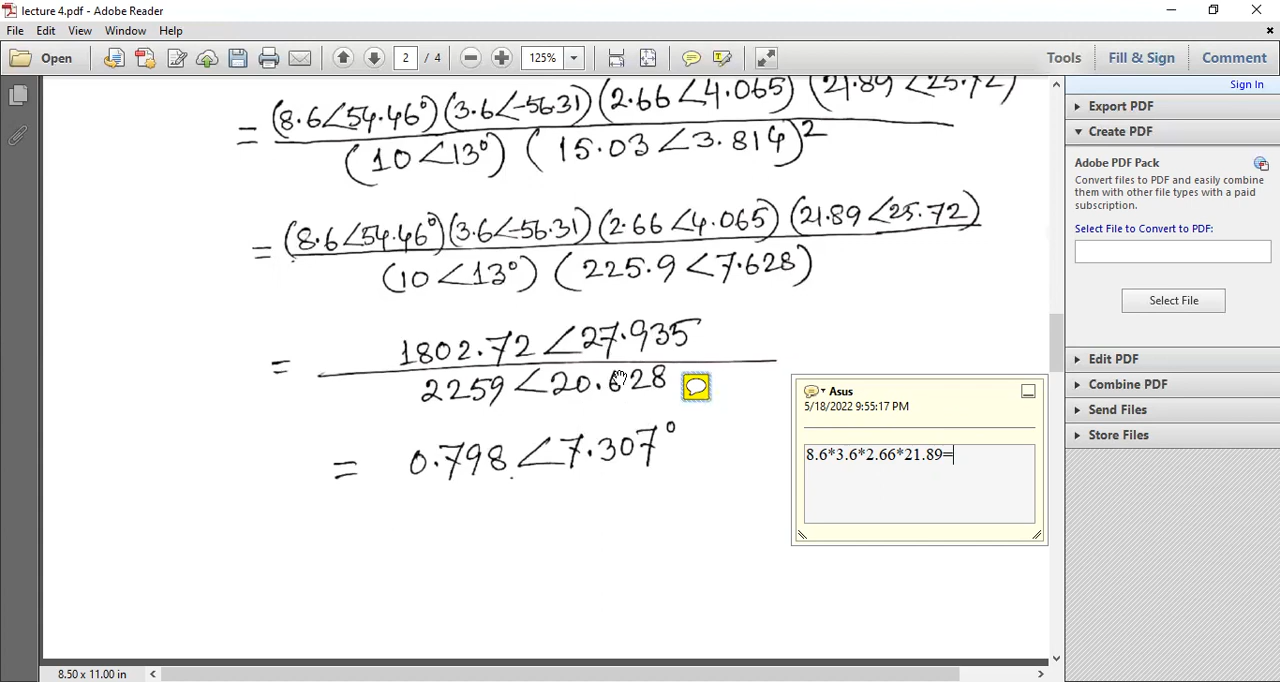 lecture 4.pdf - Adobe Reader
File Edit View Window Help
Open 2 / 4 125% Tools Fill & Sign Comment
Sign In
Export PDF
Create PDF
Adobe PDF Pack
Convert files to PDF and easily combine
them with other file types with a paid
subscription.
Select File to Convert to PDF:
Select File
Edit PDF
Combine PDF
Send Files
Store Files
= (8.6∠54.46°)(3.6∠-56.31)(2.66∠4.065) (21.89∠25.72)
(10∠13°) (15.03∠3.814)²
= (8.6∠54.46°)(3.6∠-56.31)(2.66∠4.065)(21.89∠25.72)
(10∠13°) (225.9∠7.628)
= 1802.72∠27.935
2259∠20.628
= 0.798∠7.307°
Asus
5/18/2022 9:55:17 PM
8.6*3.6*2.66*21.89=
8.50 x 11.00 in